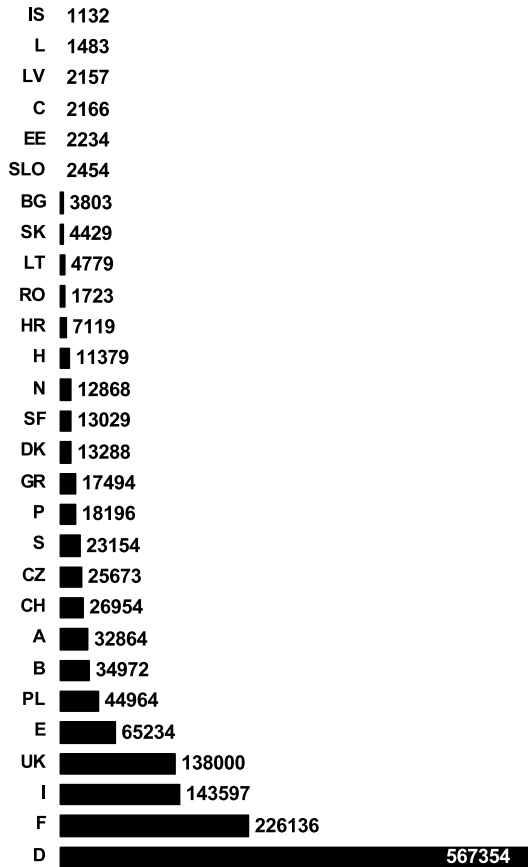 IS 1132
L 1483
LV 2157
C 2166
EE 2234
SLO 2454
BG 3803
SK 4429
LT 4779
RO 1723
HR 7119
H 11379
N 12868
SF 13029
DK 13288
GR 17494
P 18196
S 23154
CZ 25673
CH 26954
A 32864
B 34972
PL 44964
E 65234
UK 138000
I 143597
F 226136
D 567354